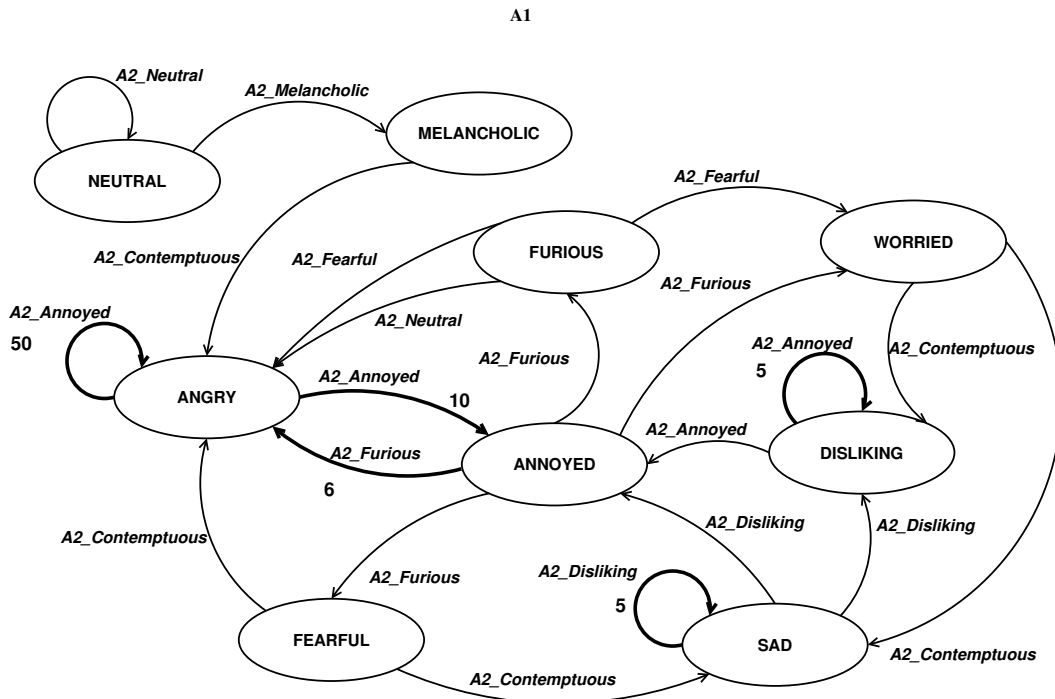 A1
A2_Neutral
A2_Melancholic
MELANCHOLIC
NEUTRAL
A2_Fearful
WORRIED
FURIOUS
A2_Contemptuous
A2_Fearful
A2_Furious
A2_Annoyed
50
A2_Neutral
A2_Annoyed
5
A2_Contemptuous
A2_Furious
A2_Annoyed
10
ANGRY
A2_Annoyed
DISLIKING
A2_Furious
6
ANNOYED
A2_Contemptuous
A2_Disliking
A2_Disliking
A2_Furious
A2_Disliking
5
FEARFUL
SAD
A2_Contemptuous
A2_Contemptuous